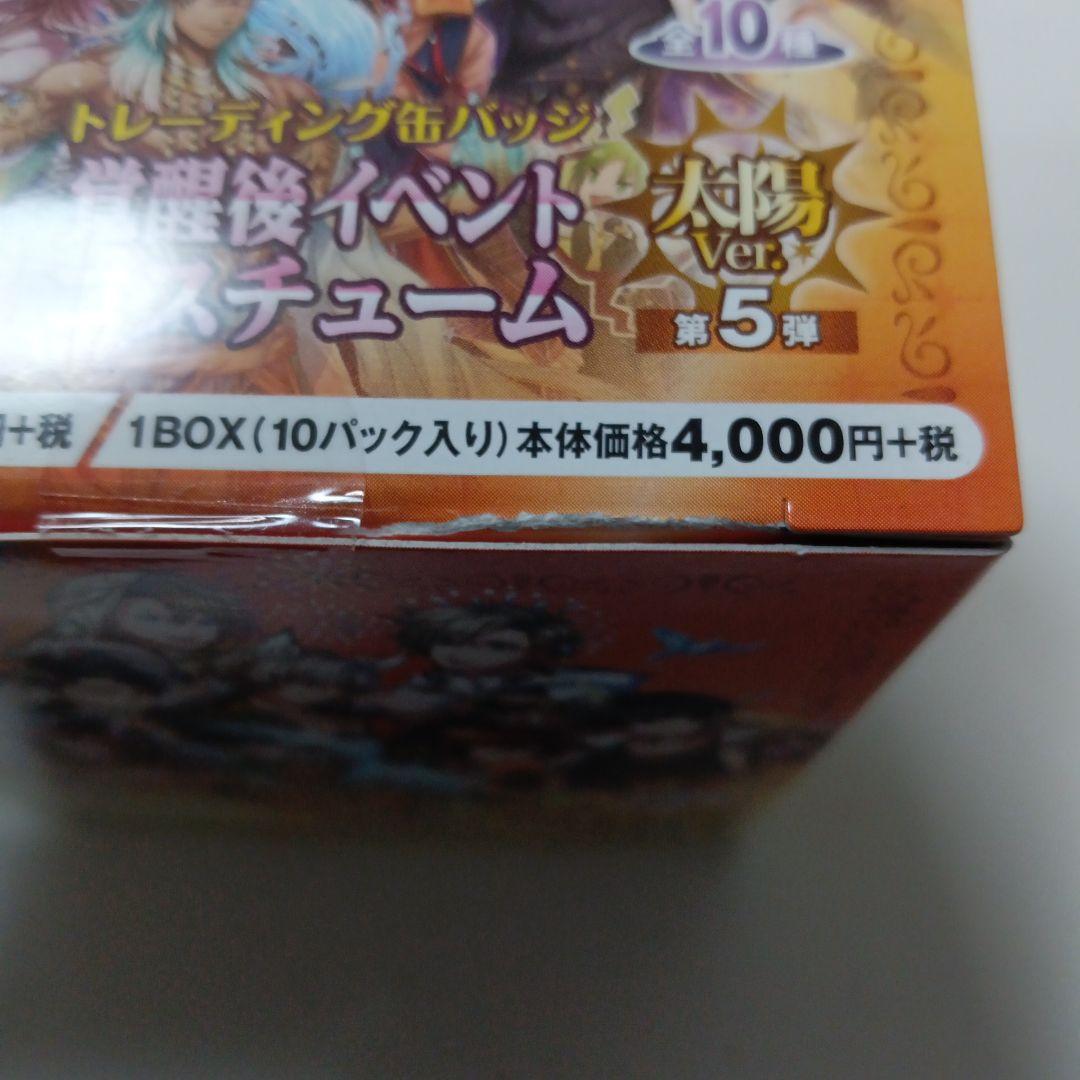 全10種
トレーディング缶バッジ
覚醒後イベント
スチューム
太陽
Ver.
第5弾
円+税
1BOX(10パック入り)本体価格4,000円+税